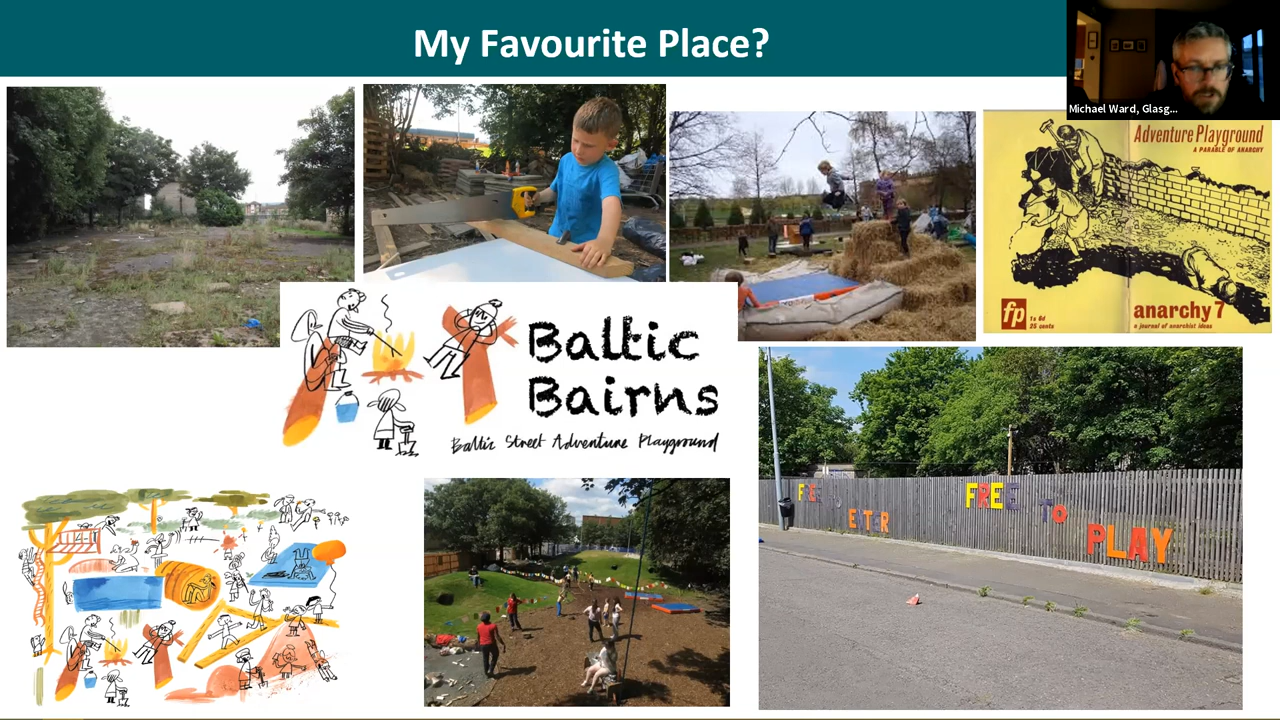 My Favourite Place?
Michael Ward, Glasg...
Adventure Playground
A PARABLE OF ANARCHY
fp
1s 6d
25 cents
anarchy 7
a journal of anarchist ideas
Baltic
Bairns
Baltic Street Adventure Playground
FREE TO
ENTER
FREE TO
PLAY